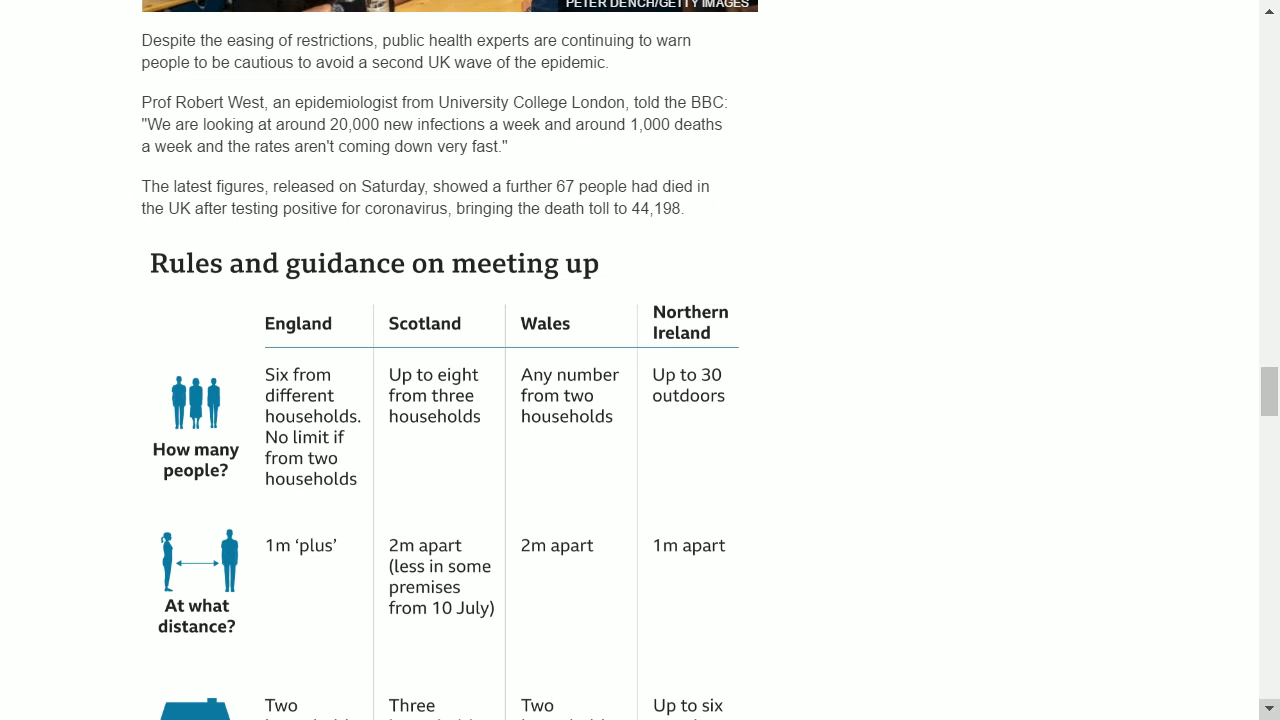 PETER DENCH/GETTY IMAGES
Despite the easing of restrictions, public health experts are continuing to warn
people to be cautious to avoid a second UK wave of the epidemic.
Prof Robert West, an epidemiologist from University College London, told the BBC:
"We are looking at around 20,000 new infections a week and around 1,000 deaths
a week and the rates aren't coming down very fast."
The latest figures, released on Saturday, showed a further 67 people had died in
the UK after testing positive for coronavirus, bringing the death toll to 44,198.
Rules and guidance on meeting up
England
Scotland
Wales
Northern
Ireland
How many
people?
Six from
different
households.
No limit if
from two
households
Up to eight
from three
households
Any number
from two
households
Up to 30
outdoors
At what
distance?
1m ‘plus’
2m apart
(less in some
premises
from 10 July)
2m apart
1m apart
Two
Three
Two
Up to six